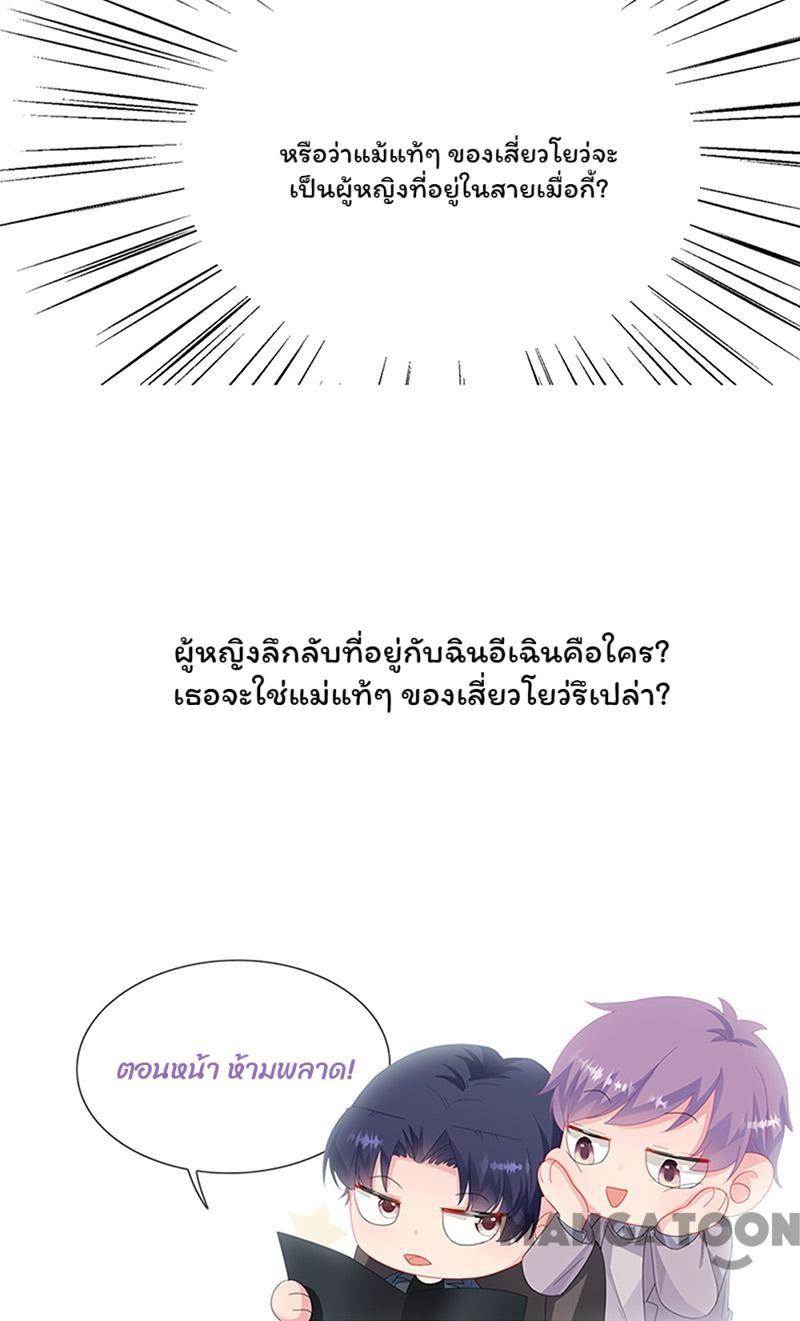 หรือว่าแม้แท้ๆ ของเสี่ยวโยว่จะ
เป็นผู้หญิงที่อยู่ในสายเมื่อกี้?
ผู้หญิงลึกลับที่อยู่กับฉินอีเฉินคือใคร?
เธอจะใช่แม่แท้ๆ ของเสี่ยวโยว่รึเปล่า?
ตอนหน้า ห้ามพลาด!
MANGATOON